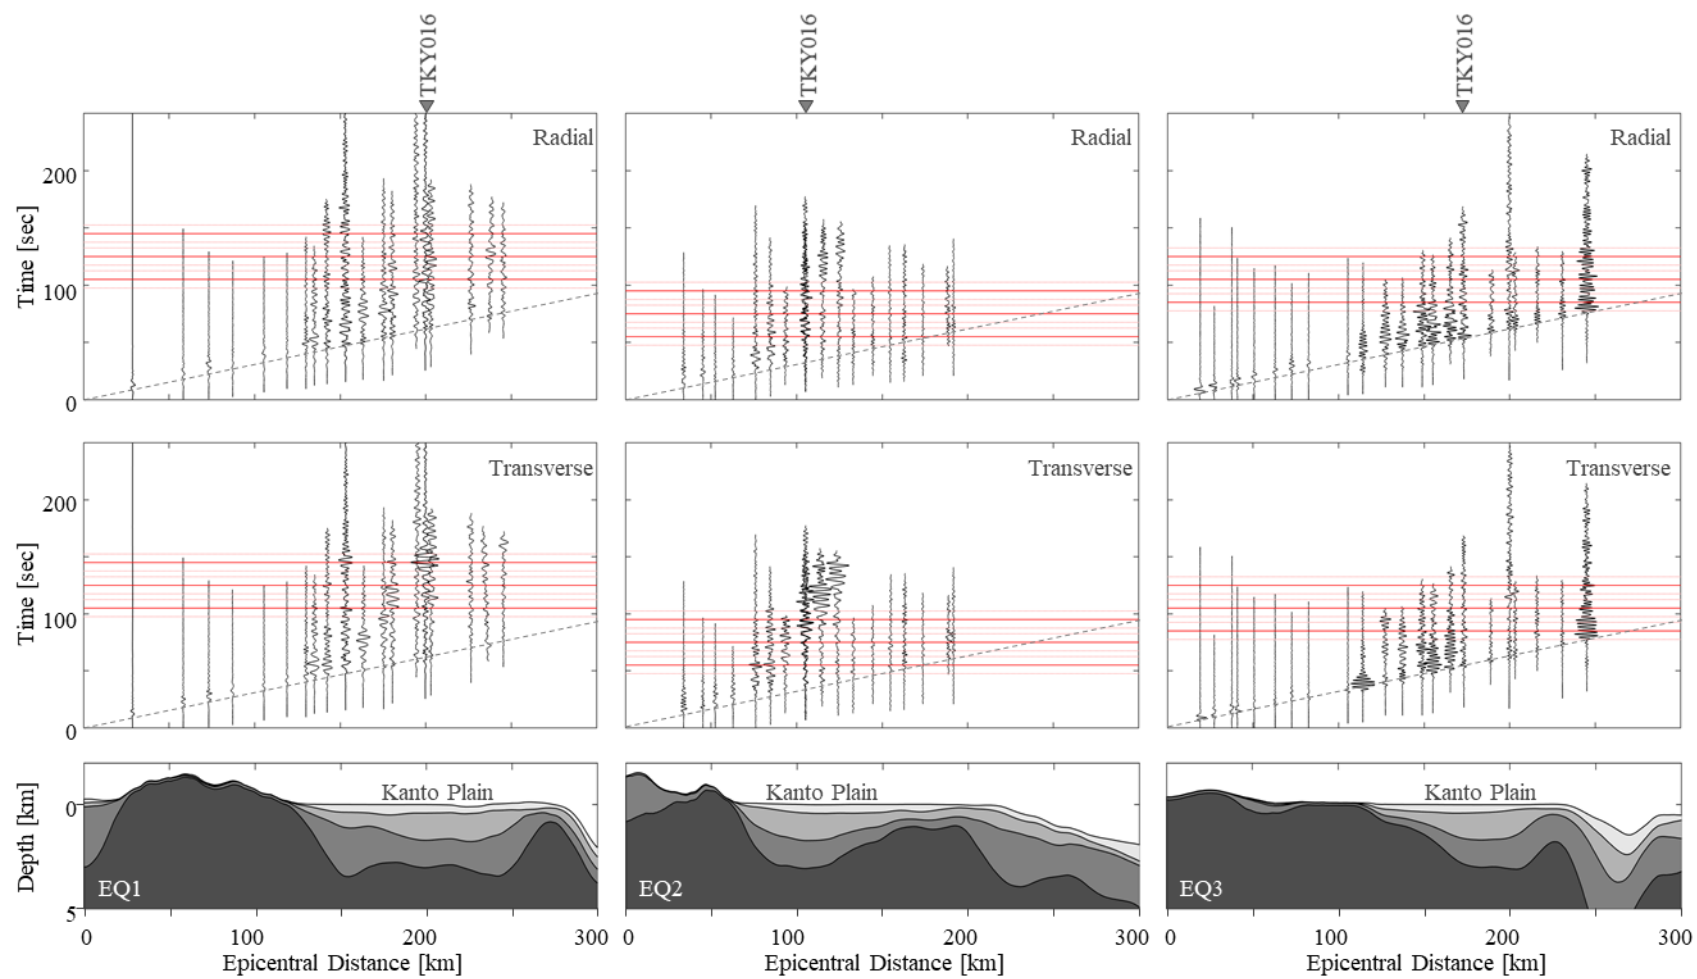 TKY016
TKY016
TKY016
Radial
Radial
Radial
Time [sec]
200
100
0
Transverse
Transverse
Transverse
Time [sec]
200
100
0
Kanto Plain
Kanto Plain
Kanto Plain
Depth [km]
0
5
EQ1
EQ2
EQ3
0 100 200 300
0 100 200 300
0 100 200 300
Epicentral Distance [km]
Epicentral Distance [km]
Epicentral Distance [km]